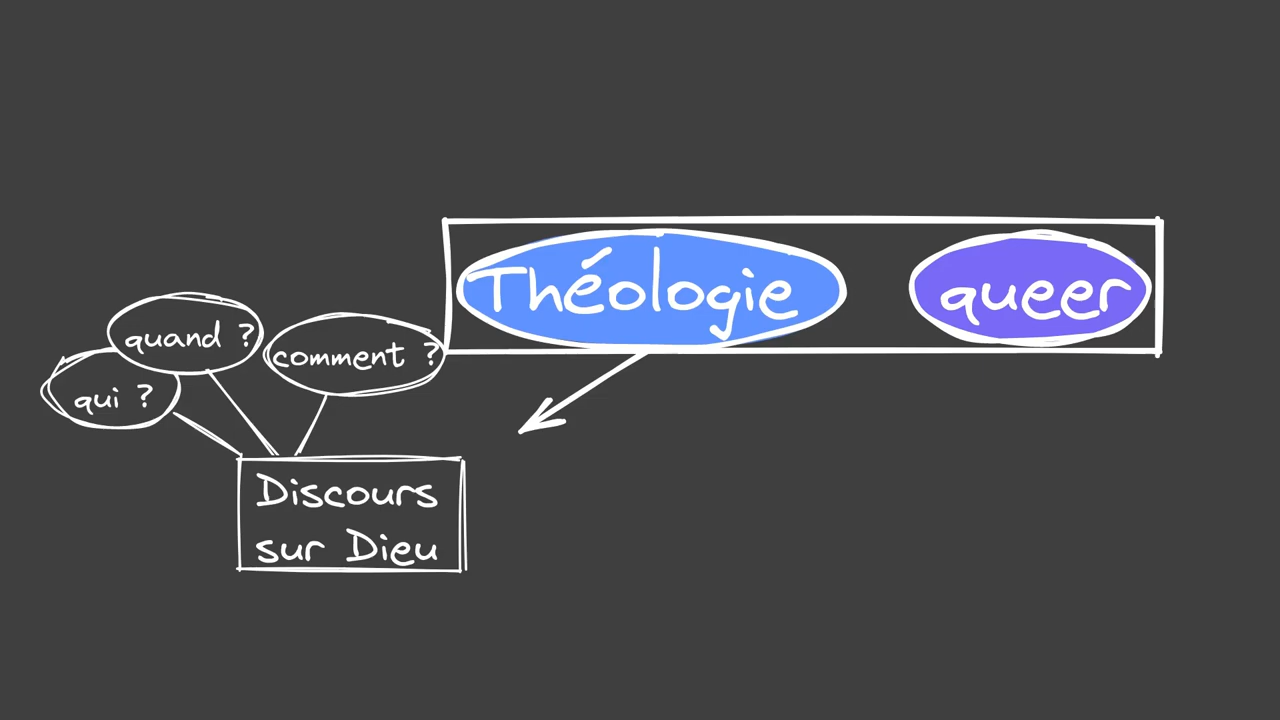 Théologie queer
quand ?
comment ?
qui ?
Discours
sur Dieu